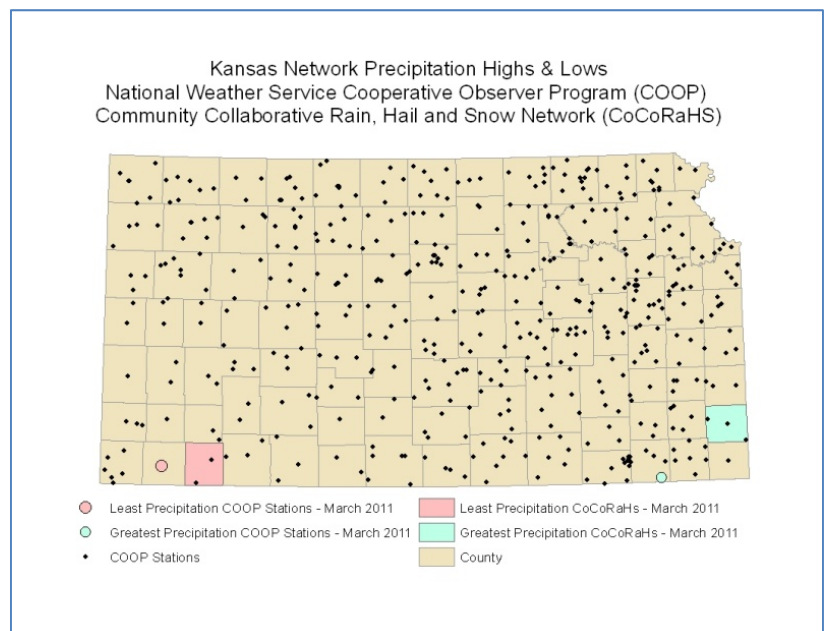 Kansas Network Precipitation Highs & Lows
National Weather Service Cooperative Observer Program (COOP)
Community Collaborative Rain, Hail and Snow Network (CoCoRaHS)
Least Precipitation COOP Stations - March 2011
Least Precipitation CoCoRaHs - March 2011
Greatest Precipitation COOP Stations - March 2011
Greatest Precipitation CoCoRaHs - March 2011
COOP Stations
County